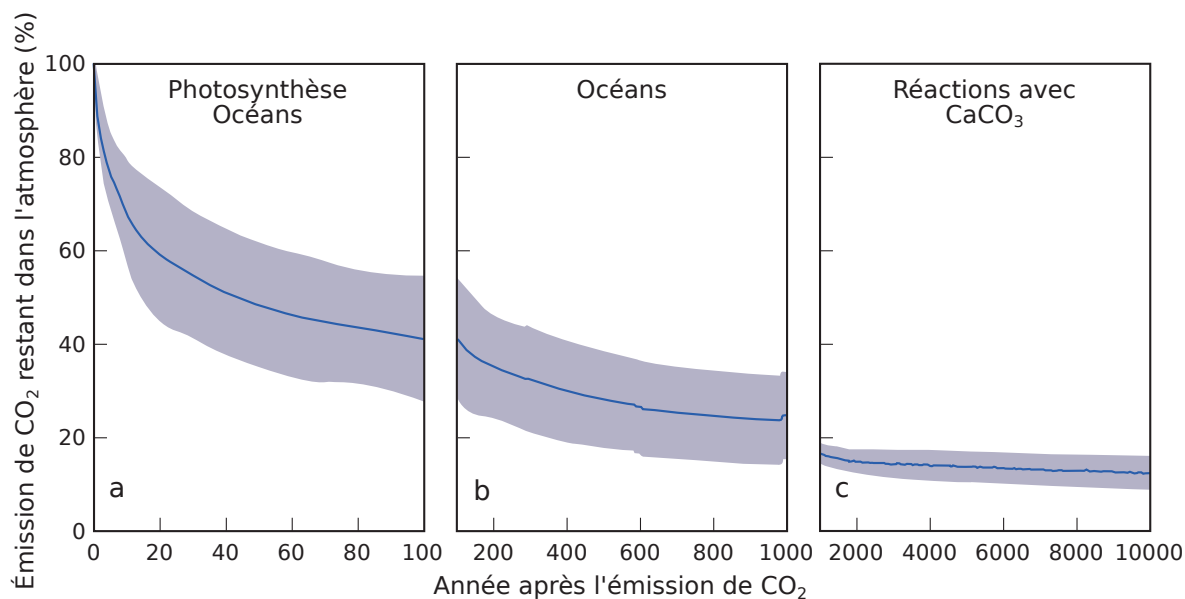 Émission de CO₂ restant dans l'atmosphère (%)
100
80
60
40
20
0
Photosynthèse
Océans
a
0 20 40 60 80 100
Océans
b
200 400 600 800 1000
Réactions avec
CaCO₃
c
2000 4000 6000 8000 10000
Année après l'émission de CO₂